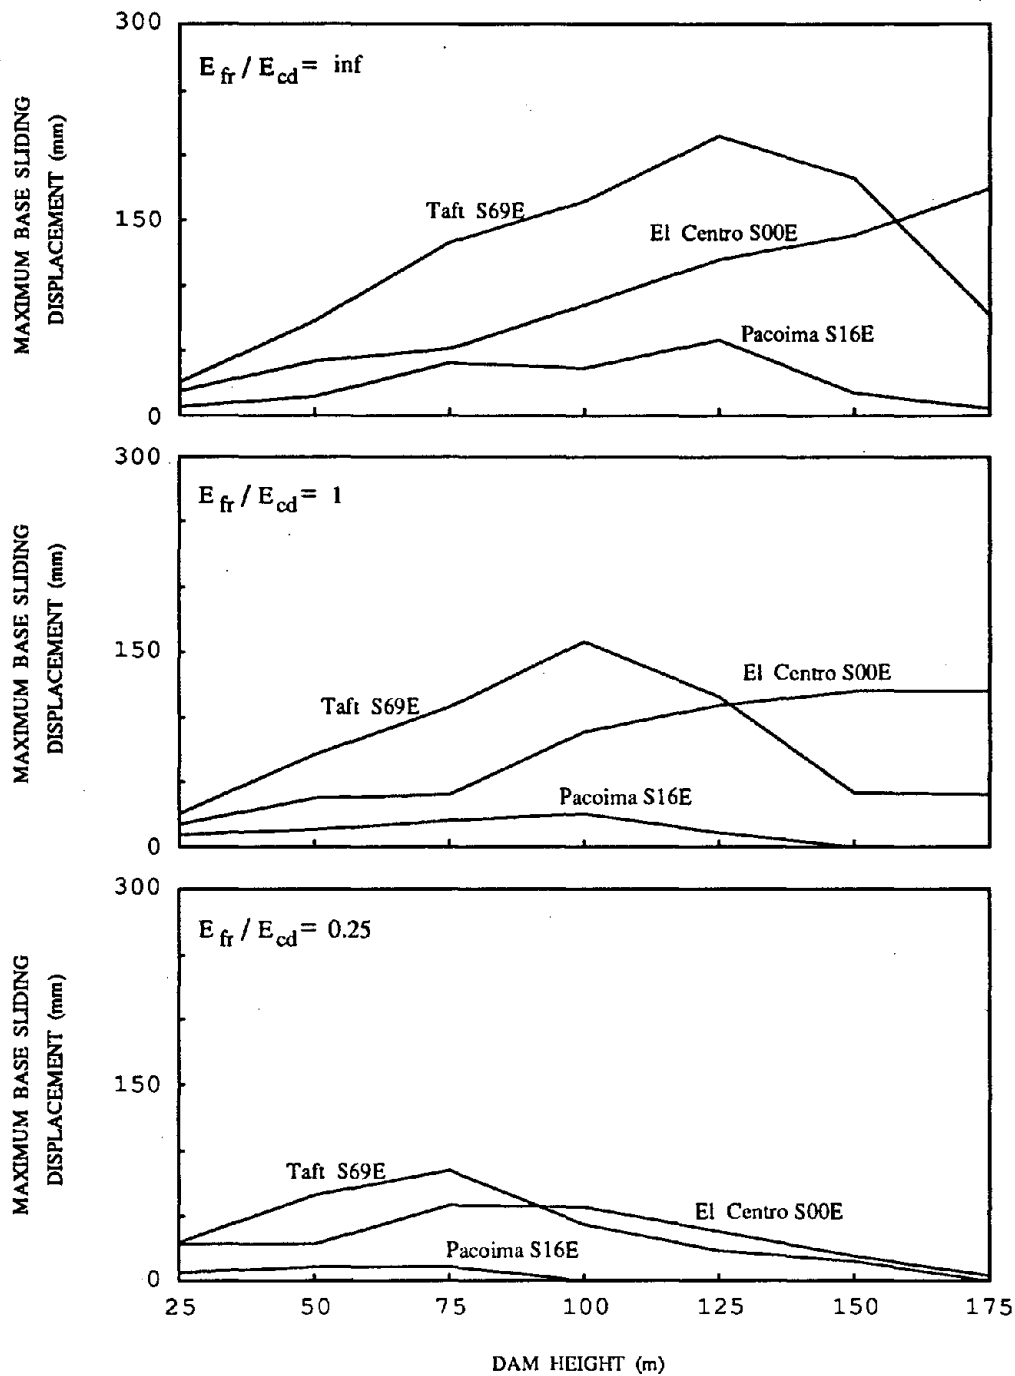 300
E fr / E cd = inf
MAXIMUM BASE SLIDING
DISPLACEMENT (mm)
Taft S69E
150
El Centro S00E
Pacoima S16E
0
300
E fr / E cd = 1
MAXIMUM BASE SLIDING
DISPLACEMENT (mm)
150
El Centro S00E
Taft S69E
Pacoima S16E
0
300
E fr / E cd = 0.25
MAXIMUM BASE SLIDING
DISPLACEMENT (mm)
150
Taft S69E
El Centro S00E
Pacoima S16E
0
25 50 75 100 125 150 175
DAM HEIGHT (m)